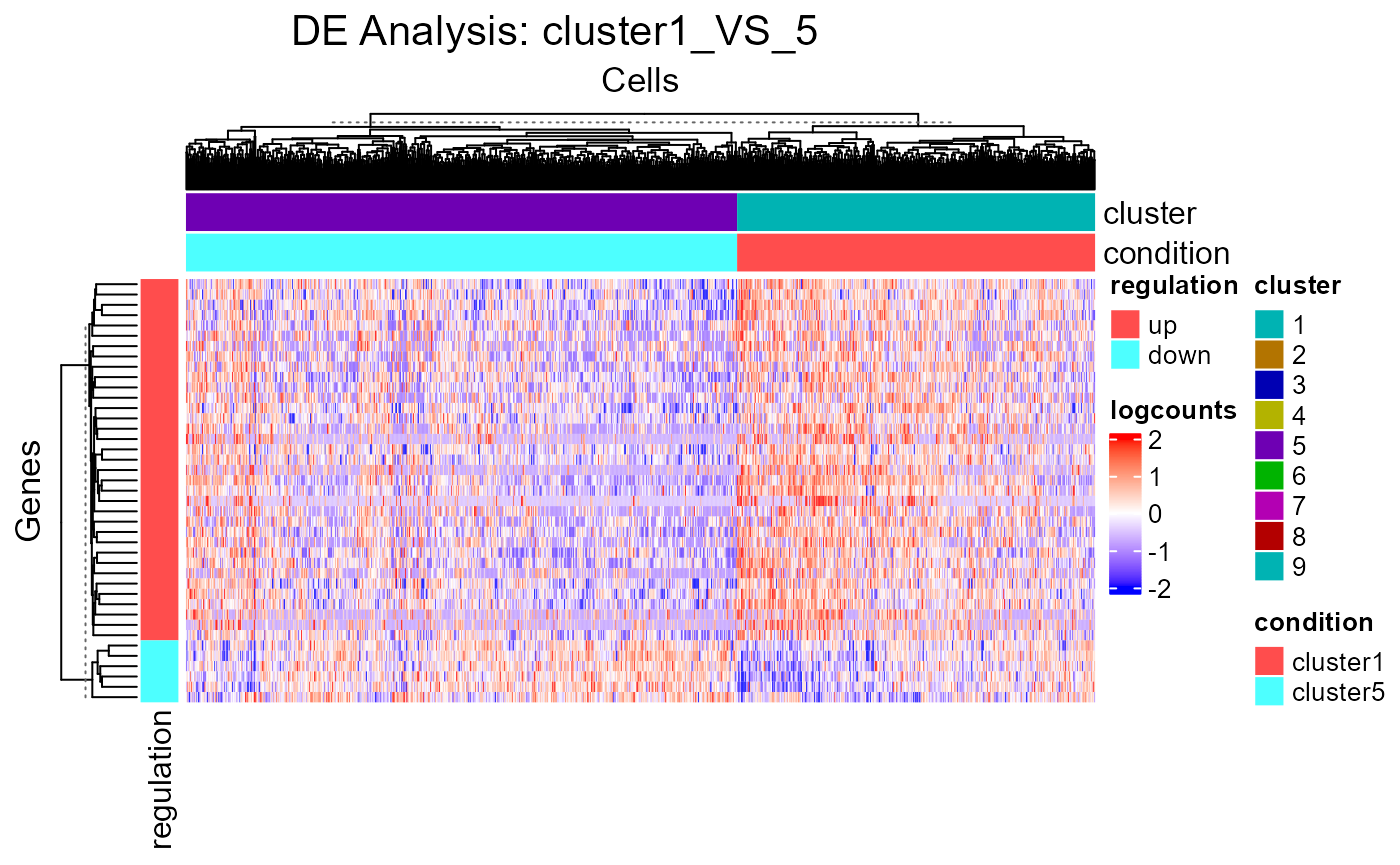 DE Analysis: cluster1_VS_5
Cells
cluster
condition
Genes
regulation
regulation
up
down
logcounts
2
1
0
-1
-2
cluster
1
2
3
4
5
6
7
8
9
condition
cluster1
cluster5